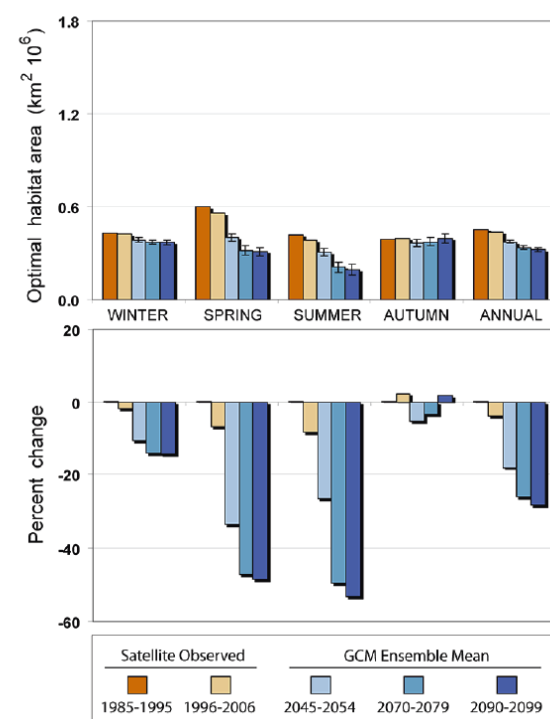 Optimal habitat area (km2 10^6)
1.8
1.2
0.6
0.0
WINTER SPRING SUMMER AUTUMN ANNUAL
Percent change
20
0
-20
-40
-60
Satellite Observed GCM Ensemble Mean
1985-1995 1996-2006 2045-2054 2070-2079 2090-2099